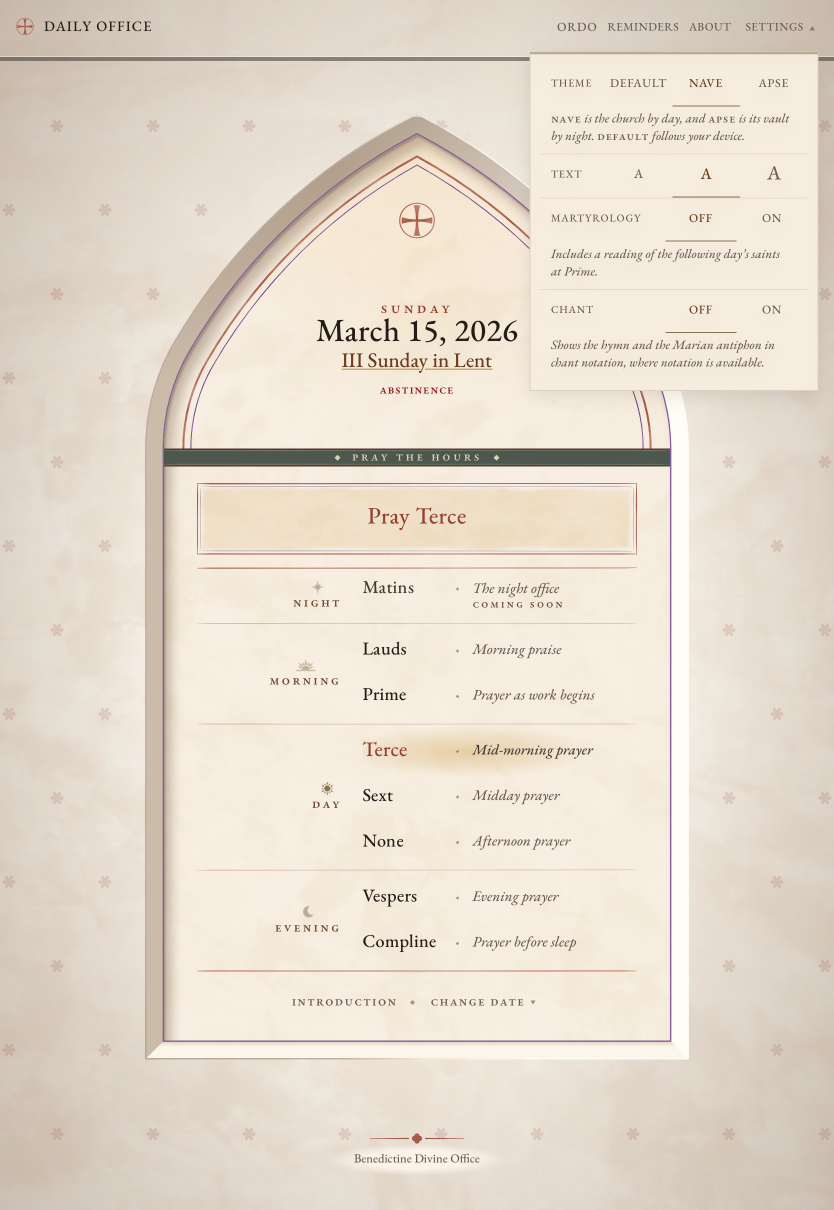 DAILY OFFICE
ORDO REMINDERS ABOUT SETTINGS ▲
THEME DEFAULT NAVE APSE
NAVE is the church by day, and APSE is its vault
by night. DEFAULT follows your device.
TEXT A A A
MARTYROLOGY OFF ON
Includes a reading of the following day’s saints
at Prime.
CHANT OFF ON
Shows the hymn and the Marian antiphon in
chant notation, where notation is available.
SUNDAY
March 15, 2026
III Sunday in Lent
ABSTINENCE
◆ PRAY THE HOURS ◆
Pray Terce
NIGHT
Matins · The night office
COMING SOON
MORNING
Lauds · Morning praise
Prime · Prayer as work begins
DAY
Terce · Mid-morning prayer
Sext · Midday prayer
None · Afternoon prayer
EVENING
Vespers · Evening prayer
Compline · Prayer before sleep
INTRODUCTION ◆ CHANGE DATE ▼
Benedictine Divine Office